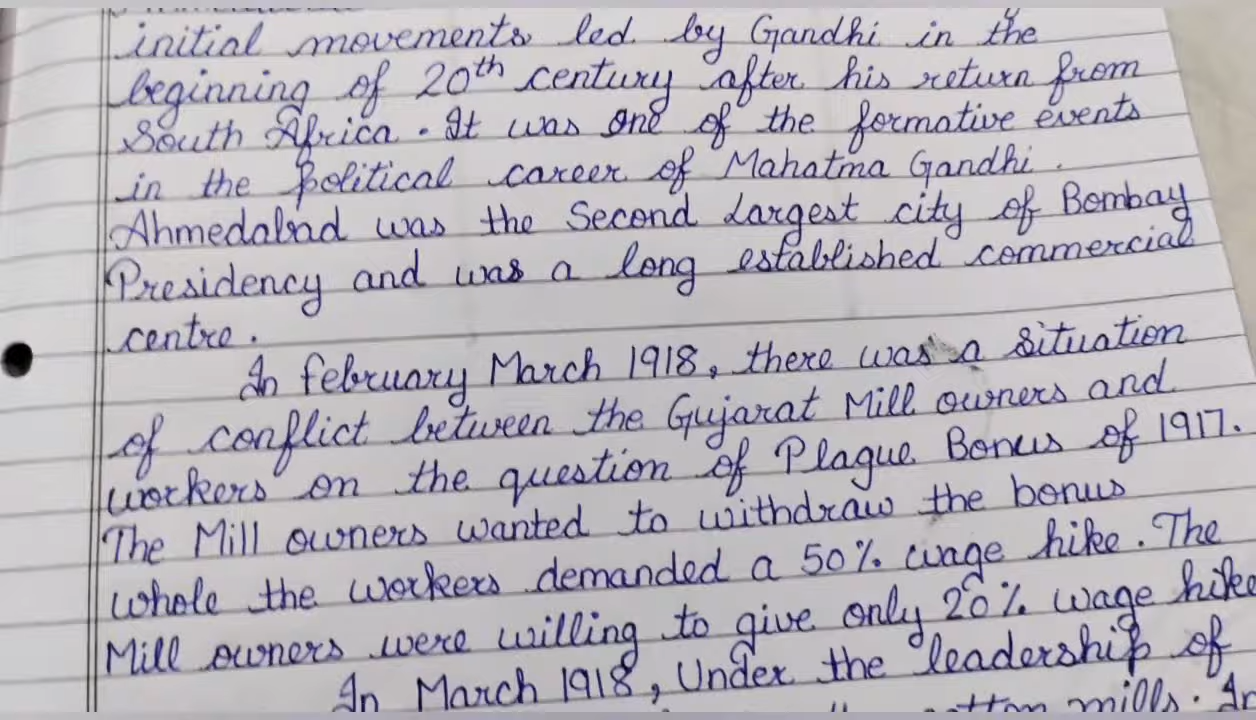 initial movements led by Gandhi in the
beginning of 20th century after his return from
South Africa. It was one of the formative events
in the political career of Mahatma Gandhi.
Ahmedabad was the Second Largest city of Bombay
Presidency and was a long established commercial
centre.
In february March 1918, there was a situation
of conflict between the Gujarat Mill owners and
workers on the question of Plague Bonus of 1917.
The Mill owners wanted to withdraw the bonus
whole the workers demanded a 50% wage hike. The
Mill owners were willing to give only 20% wage hike
In March 1918, Under the leadership of
mills. In